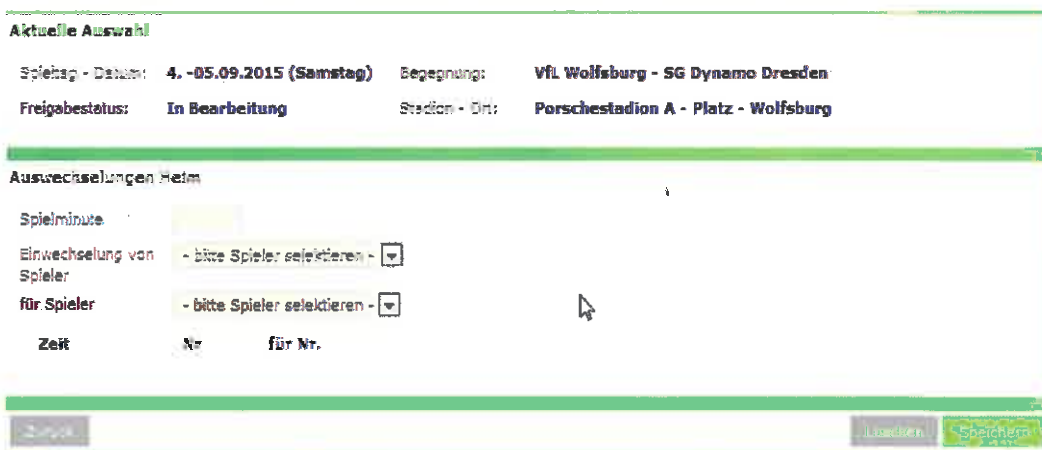 Aktuelle Auswahl
Spieltag - Datum: 4. -05.09.2015 (Samstag) Begegnung: VfL Wolfsburg - SG Dynamo Dresden
Freigabestatus: In Bearbeitung Stadion - Ort: Porschestadion A - Platz - Wolfsburg
Auswechselungen Heim
Spielminute
Einwechselung von - bitte Spieler selektieren -
Spieler
für Spieler - bitte Spieler selektieren -
Zeit Nr für Nr.
Zurück Löschen Speichern